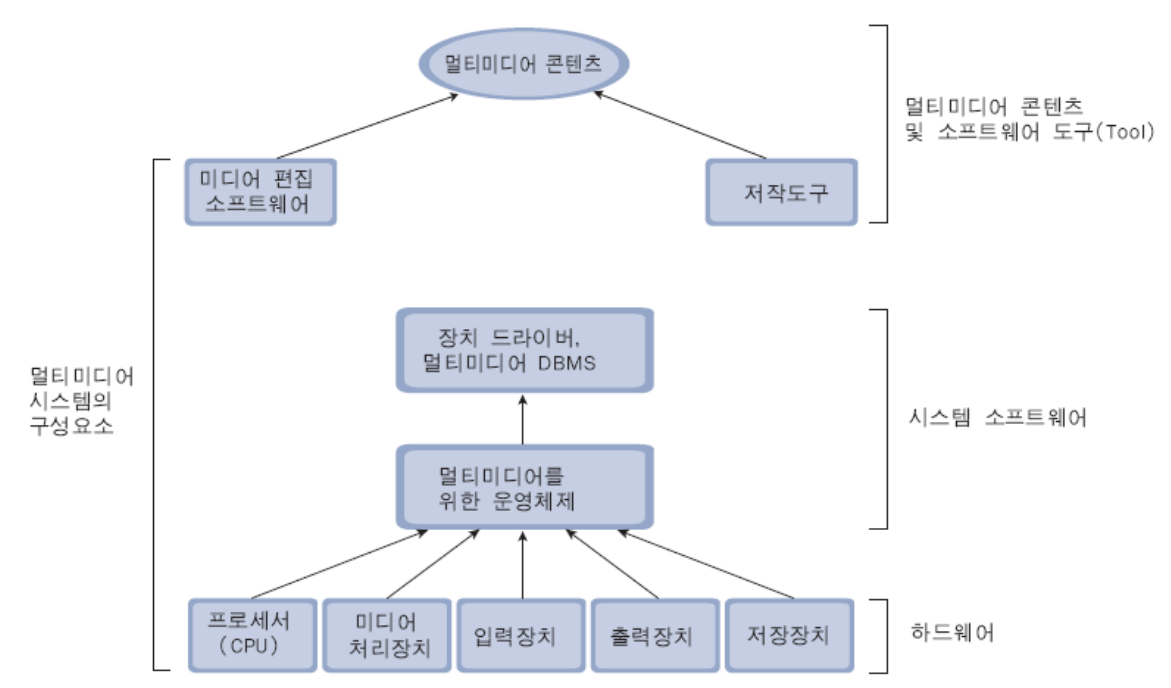 멀티미디어 콘텐츠
멀티미디어 콘텐츠
및 소프트웨어 도구(Tool)
미디어 편집
소프트웨어
저작도구
장치 드라이버,
멀티미디어 DBMS
멀티미디어
시스템의
구성요소
시스템 소프트웨어
멀티미디어를
위한 운영체제
프로세서
(CPU)
미디어
처리장치
입력장치
출력장치
저장장치
하드웨어